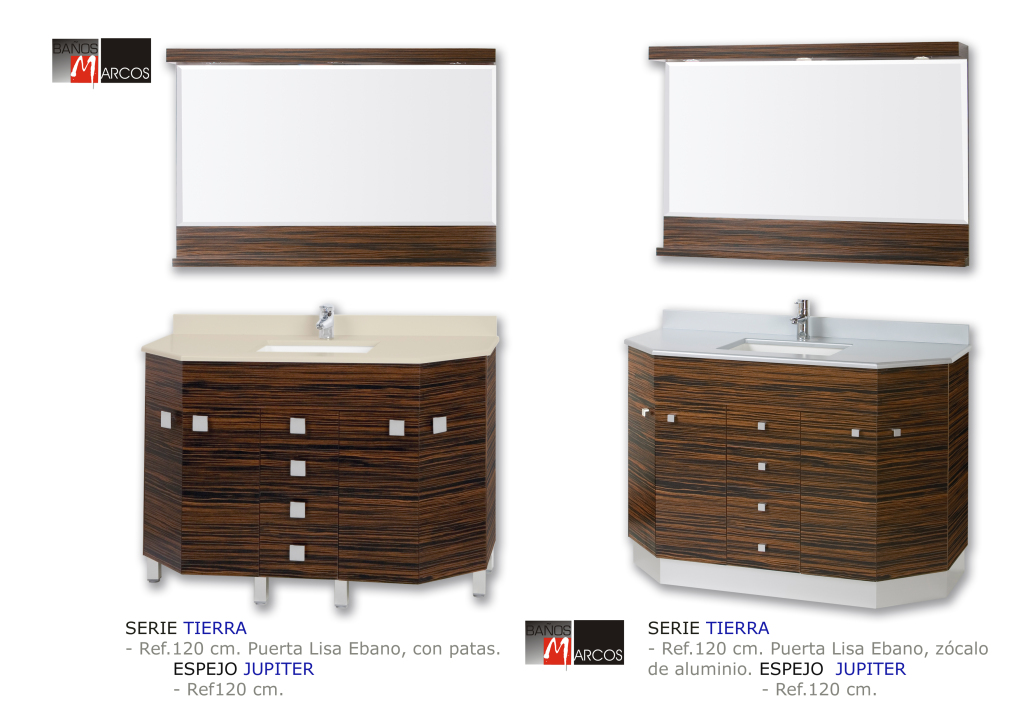 BAÑOS
MARCOS
SERIE TIERRA
- Ref.120 cm. Puerta Lisa Ebano, con patas.
ESPEJO JUPITER
- Ref120 cm.
BAÑOS
MARCOS
SERIE TIERRA
- Ref.120 cm. Puerta Lisa Ebano, zócalo
de aluminio. ESPEJO JUPITER
- Ref.120 cm.